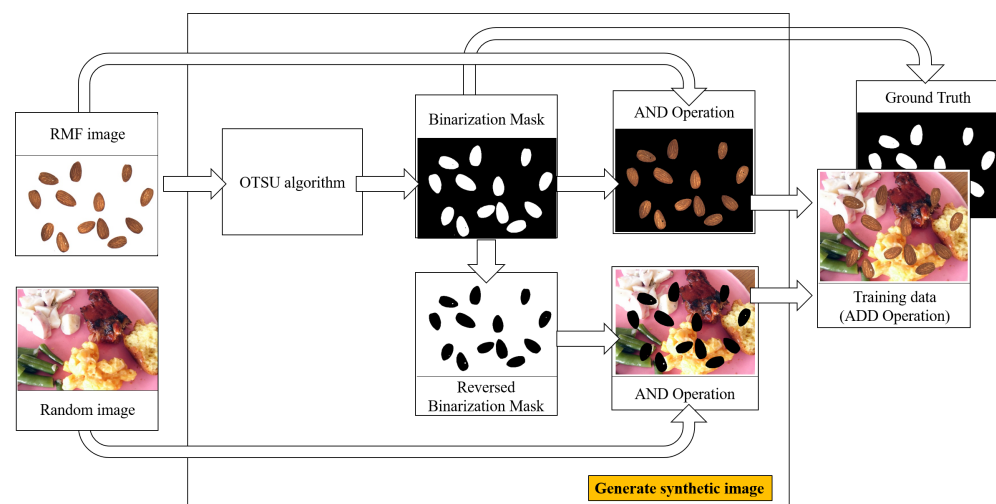 RMF image
OTSU algorithm
Binarization Mask
AND Operation
Ground Truth
Random image
Reversed
Binarization Mask
AND Operation
Training data
(ADD Operation)
Generate synthetic image